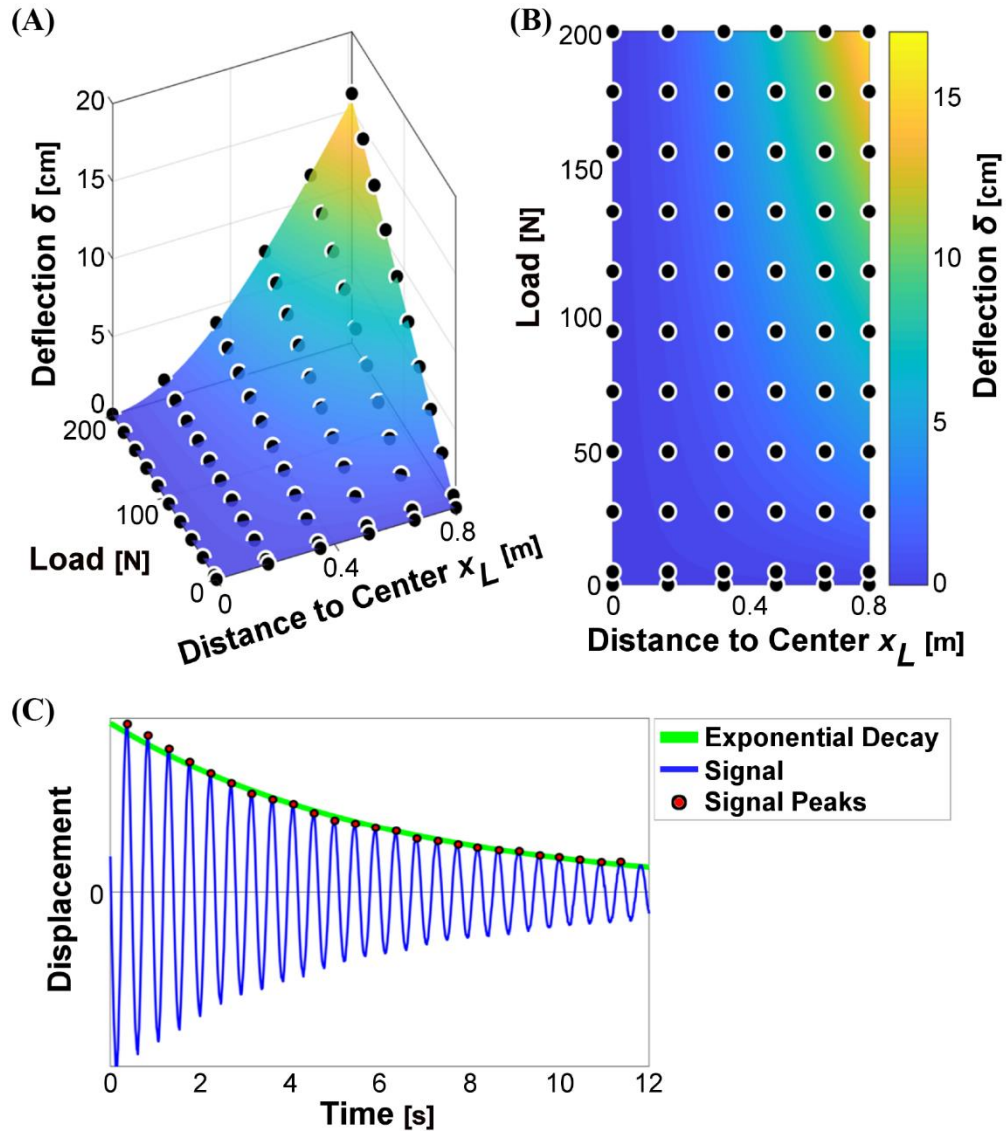 (A)
20
15
10
5
0
Deflection δ [cm]
200
100
0
Load [N]
0
0.4
0.8
Distance to Center x_L [m]
(B)
200
150
100
50
0
Load [N]
0
0.4
0.8
Distance to Center x_L [m]
15
10
5
0
Deflection δ [cm]
(C)
Displacement
0
0
2
4
6
8
10
12
Time [s]
Exponential Decay
Signal
Signal Peaks